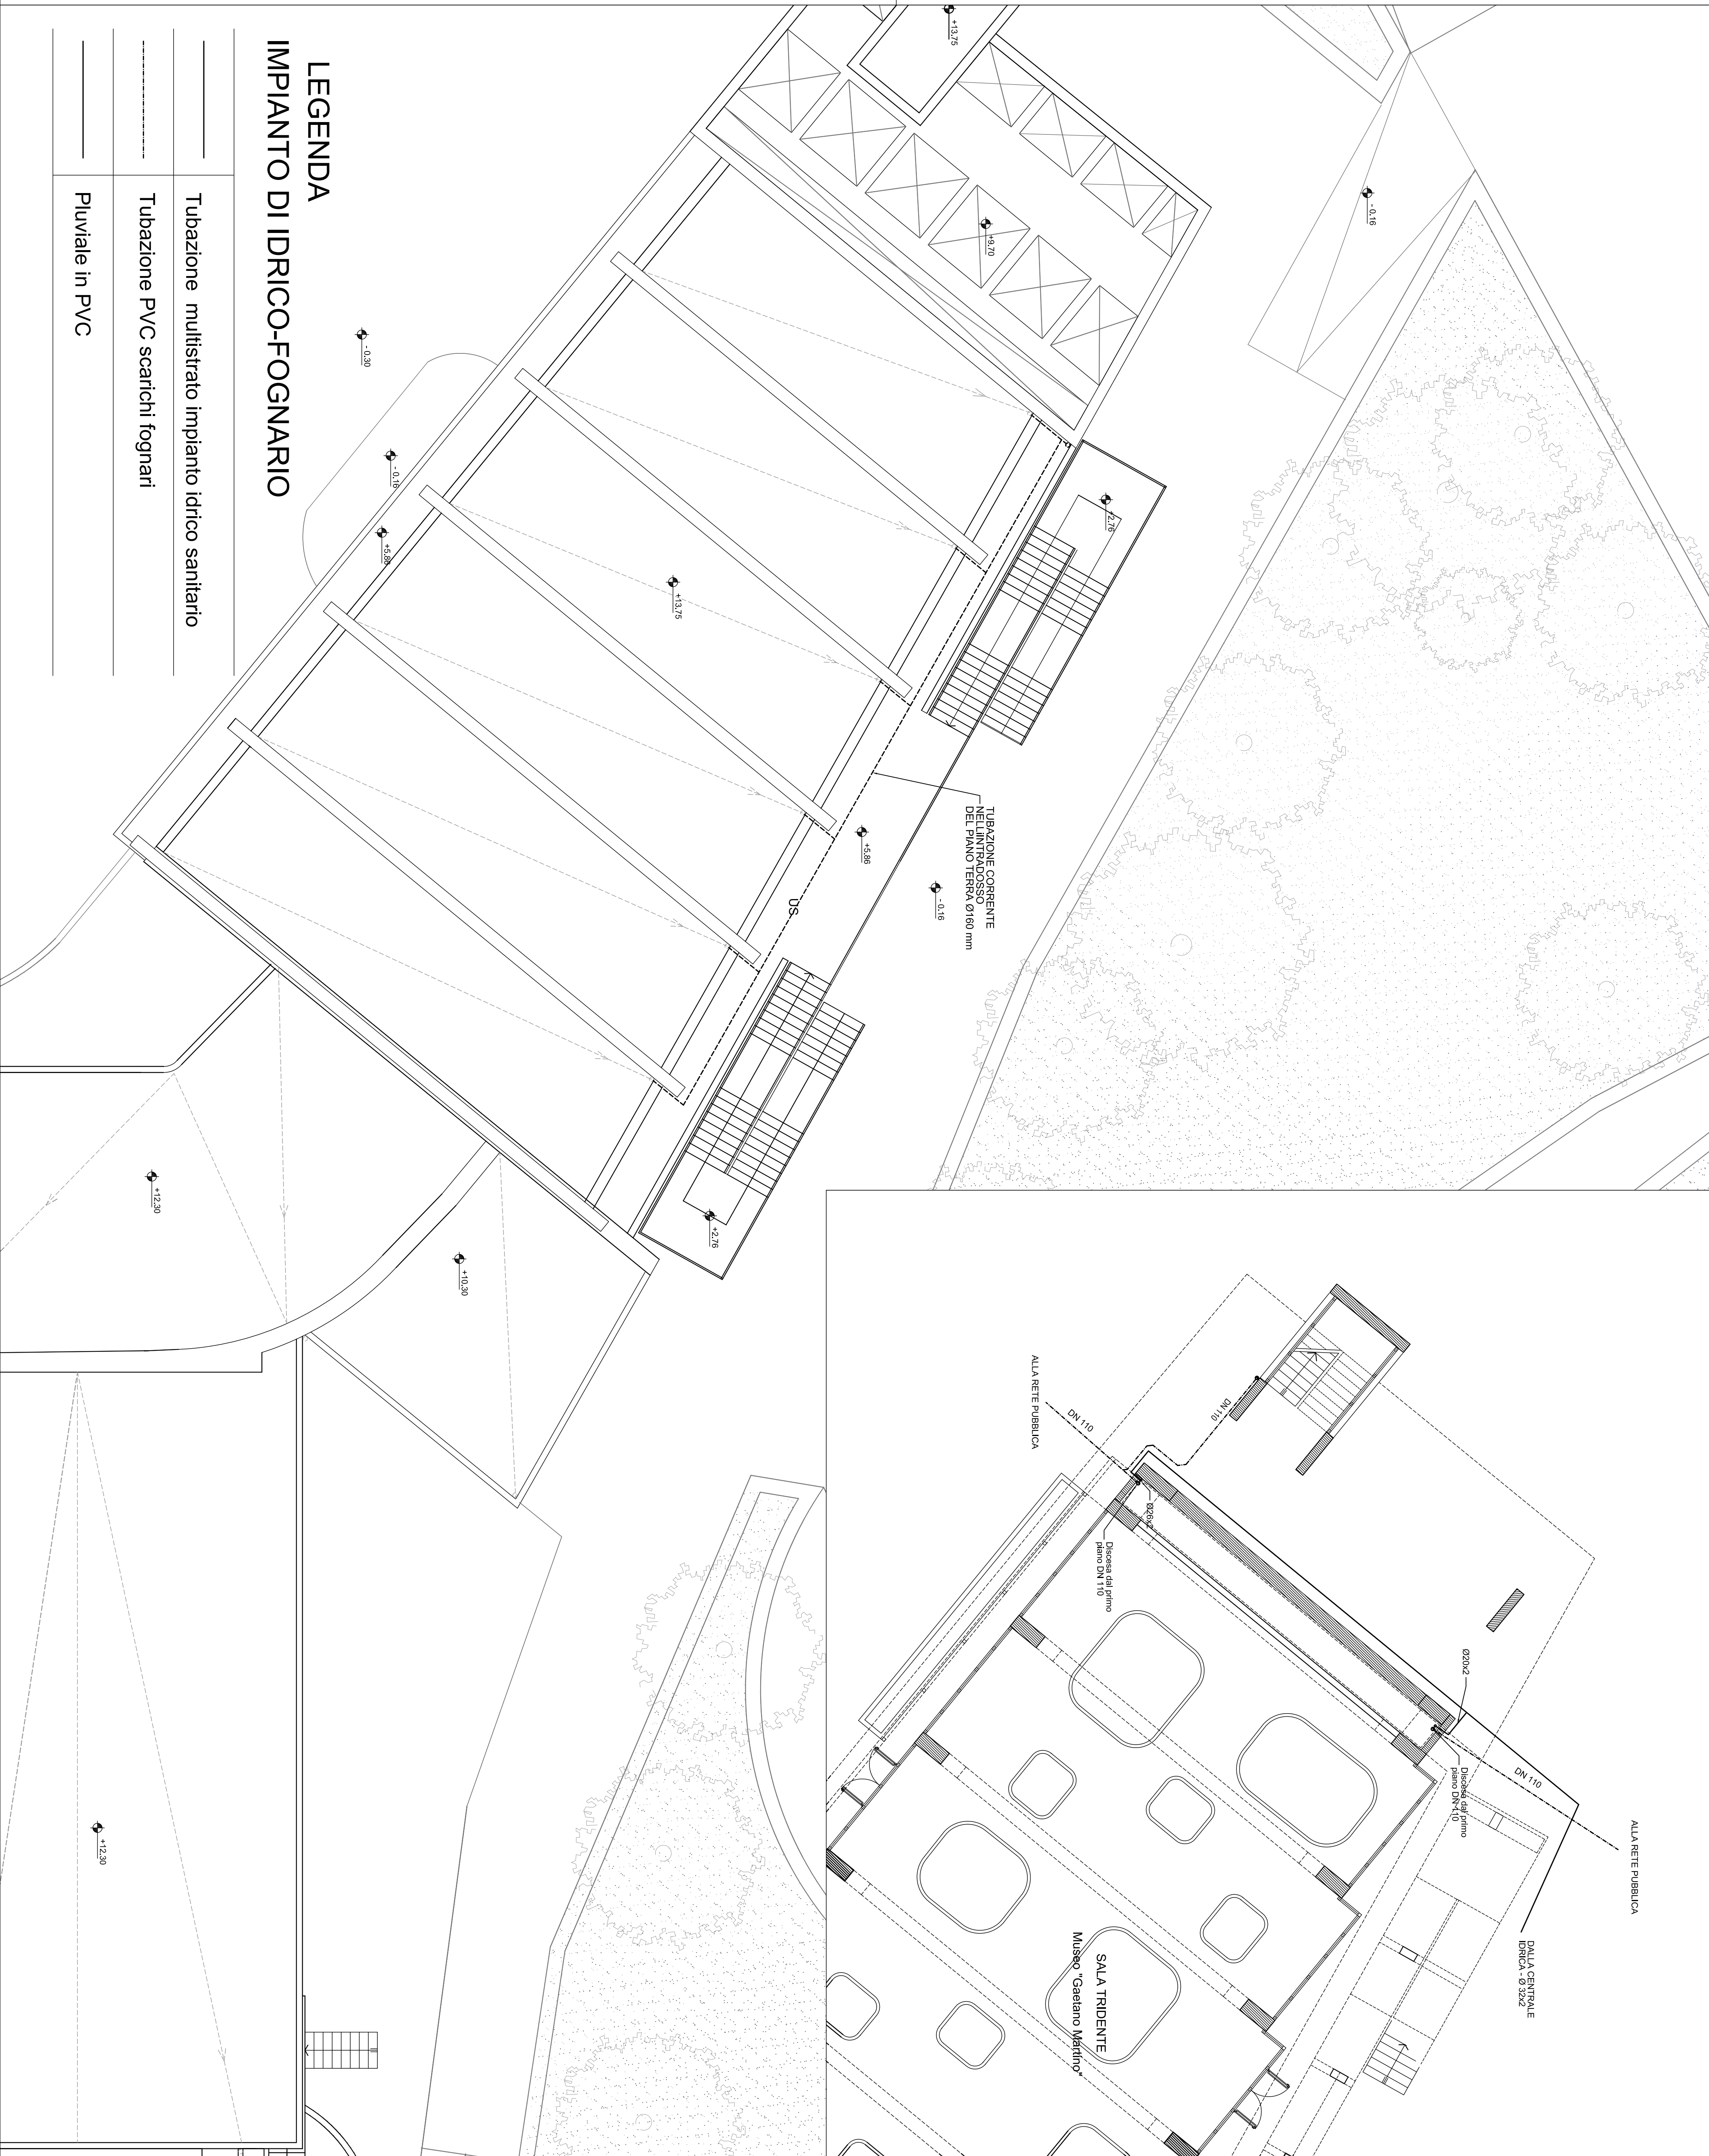 LEGENDA
IMPIANTO DI IDRICO-FOGNARIO
Tubazione multistrato impianto idrico sanitario
Tubazione PVC scarichi fognari
Pluviale in PVC
+13,75
- 0,16
+9,70
- 0,30
- 0,16
+5,86
+13,75
+2,76
TUBAZIONE CORRENTE
NELL'INTRADOSSO
DEL PIANO TERRA Ø160 mm
+5,86
- 0,16
US
+2,76
+12,30
+10,30
+12,30
ALLA RETE PUBBLICA
DN 110
DN 110
Ø26x2
Discesa dal primo
piano DN 110
Ø20x2
Discesa dal primo
piano DN 110
DN 110
ALLA RETE PUBBLICA
DALLA CENTRALE
IDRICA - Ø 32x2
SALA TRIDENTE
Museo "Gaetano Martino"